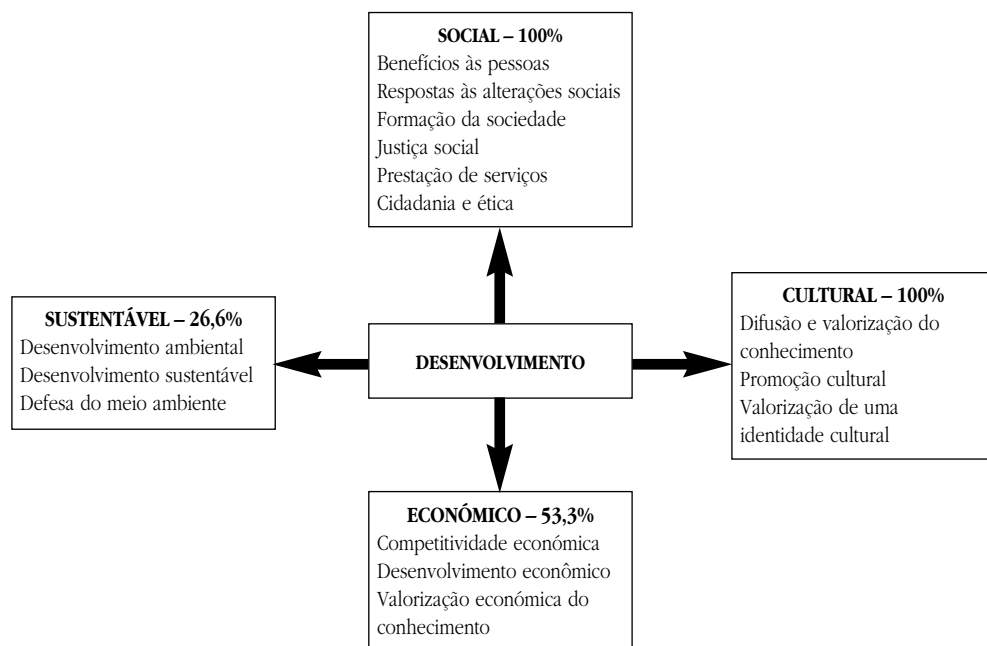 SOCIAL – 100%
Benefícios às pessoas
Respostas às alterações sociais
Formação da sociedade
Justiça social
Prestação de serviços
Cidadania e ética
SUSTENTÁVEL – 26,6%
Desenvolvimento ambiental
Desenvolvimento sustentável
Defesa do meio ambiente
DESENVOLVIMENTO
CULTURAL – 100%
Difusão e valorização do
conhecimento
Promoção cultural
Valorização de uma
identidade cultural
ECONÓMICO – 53,3%
Competitividade económica
Desenvolvimento econômico
Valorização económica do
conhecimento